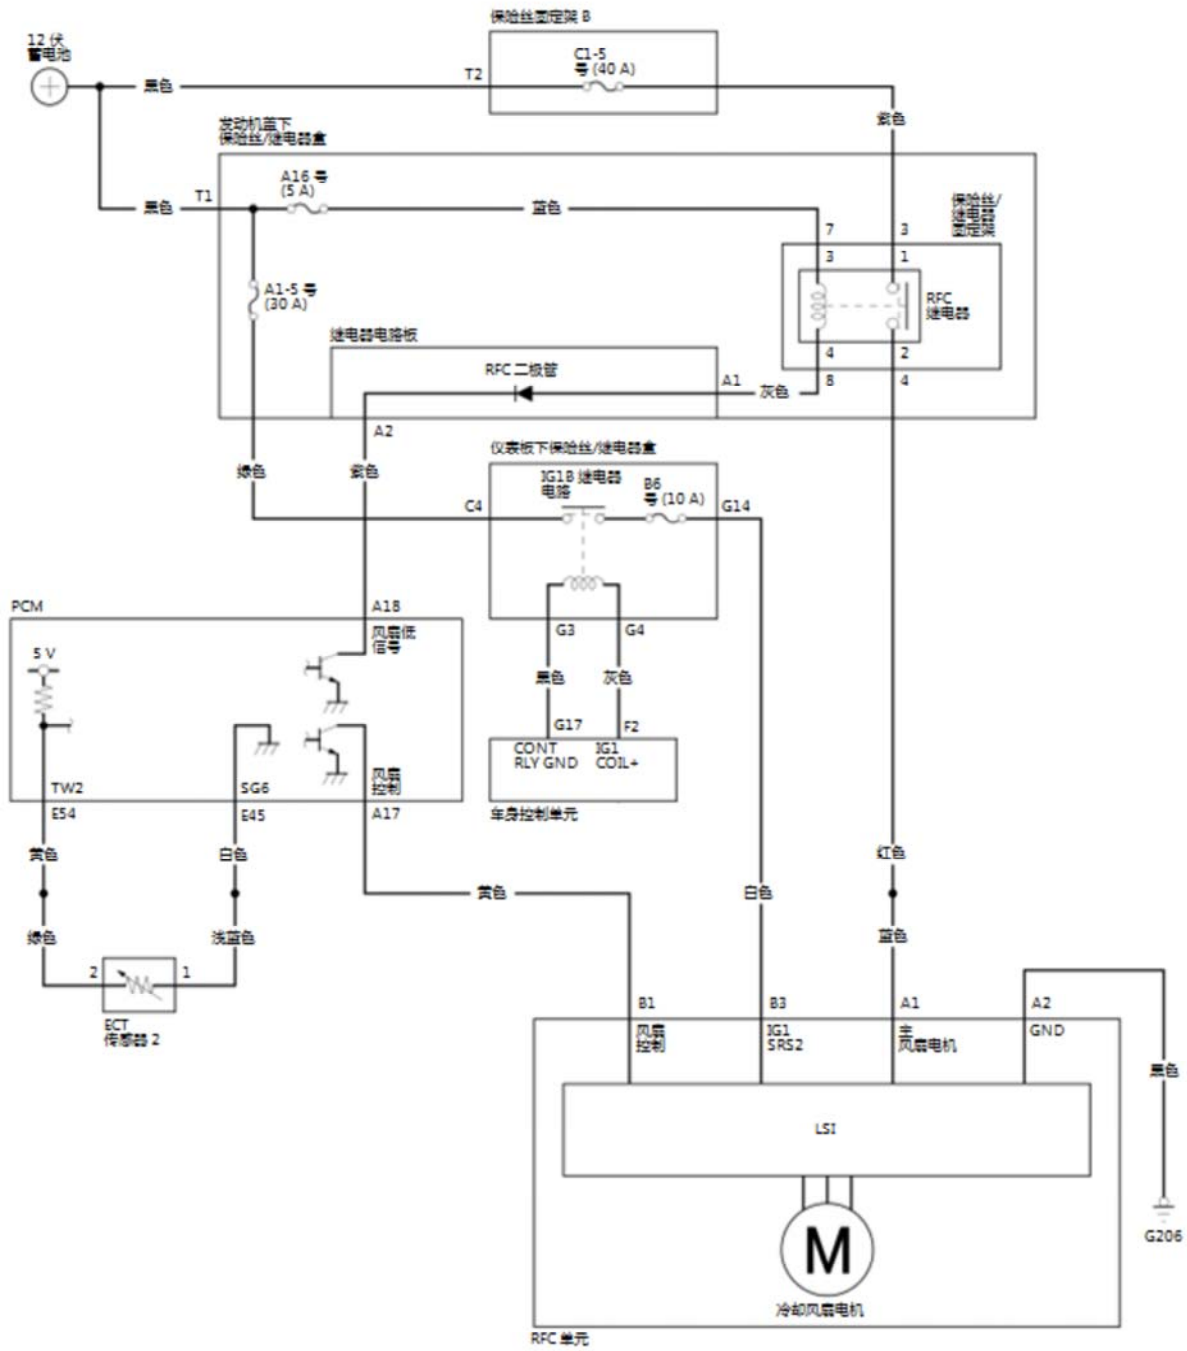 保险丝固定架 B
12 伏
蓄电池
C1-5
号 (40 A)
T2
黑色
紫色
发动机盖下
保险丝/继电器盒
A16 号
(5 A)
T1
黑色
蓝色
保险丝/
继电器
固定架
7
3
3
1
A1-5 号
(30 A)
RFC
继电器
继电器电路板
4
2
RFC 二极管
A1
灰色
8
4
A2
仪表板下保险丝/继电器盒
绿色
紫色
IG1B 继电器
电路
B6
号 (10 A)
C4
G14
PCM
A18
风扇低
信号
G3
G4
5 V
黑色
灰色
G17
F2
CONT
RLY GND
IG1
COIL+
风扇
控制
TW2
SG6
E54
E45
A17
车身控制单元
黄色
白色
红色
黄色
白色
绿色
浅蓝色
蓝色
2
1
B1
B3
A1
A2
ECT
传感器 2
风扇
控制
IG1
SRS2
主
风扇电机
GND
黑色
LSI
G206
M
冷却风扇电机
RFC 单元